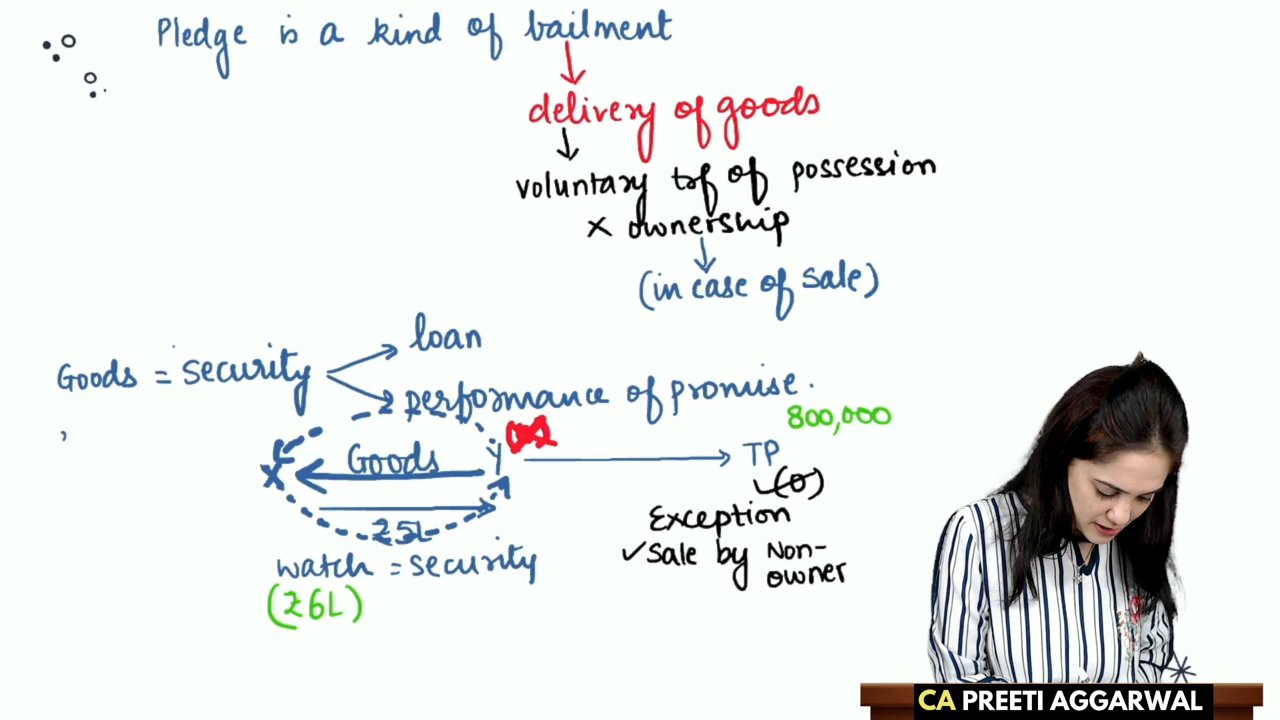 Pledge is a kind of bailment
delivery of goods
voluntary trf of possession
x ownership
(in case of sale)
Goods = security
loan
performance of promise.
800,000
X
Goods
Y
TP
(O)
₹5L
Exception
✓Sale by Non-
owner
watch = security
(₹6L)
CA PREETI AGGARWAL